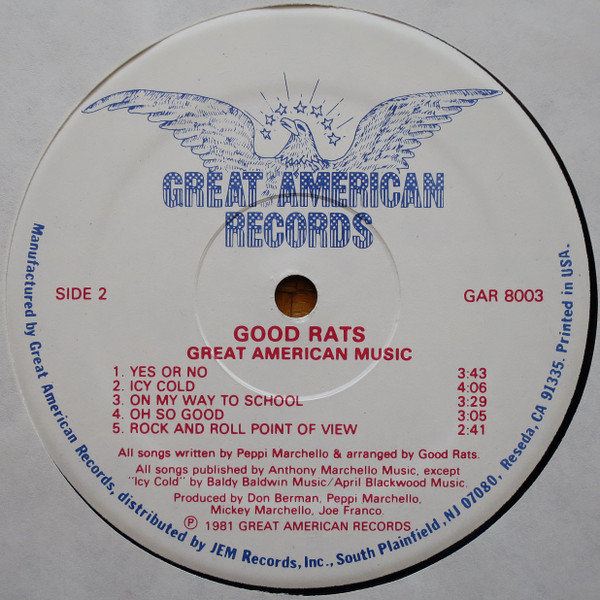 GREAT AMERICAN
RECORDS
SIDE 2
GAR 8003
GOOD RATS
GREAT AMERICAN MUSIC
1. YES OR NO 3:43
2. ICY COLD 4:06
3. ON MY WAY TO SCHOOL 3:29
4. OH SO GOOD 3:05
5. ROCK AND ROLL POINT OF VIEW 2:41
All songs written by Peppi Marchello & arranged by Good Rats.
All songs published by Anthony Marchello Music, except
"Icy Cold" by Baldy Baldwin Music/April Blackwood Music.
Produced by Don Berman, Peppi Marchello,
Mickey Marchello, Joe Franco.
Ⓟ 1981 GREAT AMERICAN RECORDS
Manufactured by Great American Records, distributed by JEM Records, Inc., South Plainfield, NJ 07080, Reseda, CA 91335. Printed in USA.